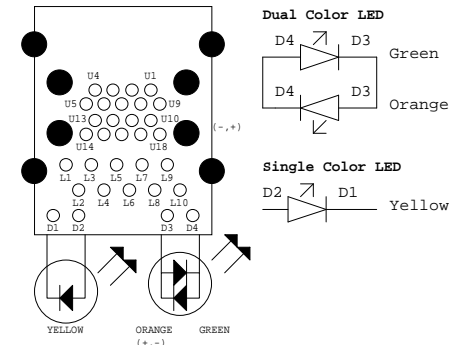 Dual Color LED
D4 D3
Green
D4 D3
Orange
U4 U1
U5 U9
U13 U10
(-,+)
U14 U18
Single Color LED
L1 L3 L5 L7 L9
D2 D1
Yellow
L2 L4 L6 L8 L10
D1 D2 D3 D4
YELLOW ORANGE GREEN
(+,-)